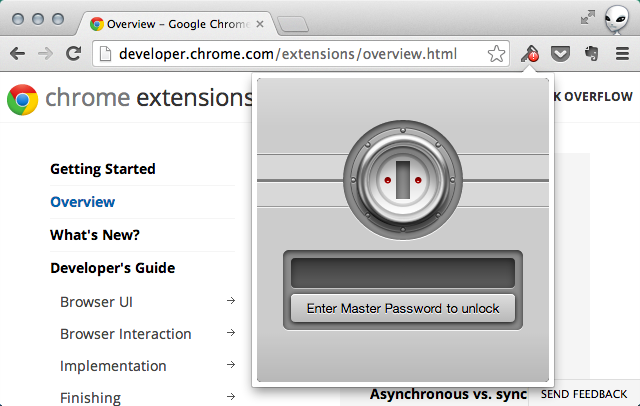 Overview – Google Chrome
developer.chrome.com/extensions/overview.html
chrome extensions
K OVERFLOW
Getting Started
Overview
What's New?
Developer's Guide
Browser UI
Browser Interaction
Implementation
Finishing
Enter Master Password to unlock
Asynchronous vs. sync
SEND FEEDBACK